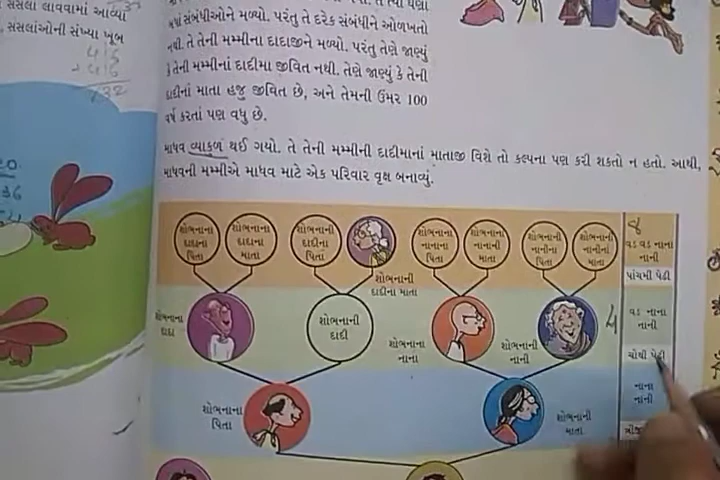 સસલા લાવવામાં આવ્યાં
સસલાંઓની સંખ્યા ખૂબ
સંબંધીઓને મળ્યો. પરંતુ તે દરેક સંબંધીને ઓળખતો
નથી. તે તેની મમ્મીના દાદાજીને મળ્યો. પરંતુ તેણે જાણ્યું
કે તેની મમ્મીનાં દાદીમા જીવિત નથી. તેણે જાણ્યું કે તેની
દાદીનાં માતા હજુ જીવિત છે, અને તેમની ઉંમર 100
વર્ષ કરતાં પણ વધુ છે.
માધવ વ્યાકુળ થઈ ગયો. તે તેની મમ્મીની દાદીમાનાં માતાજી વિશે તો કલ્પના પણ કરી શકતો ન હતો. આથી,
માધવની મમ્મીએ માધવ માટે એક પરિવાર વૃક્ષ બનાવ્યું.
શોભનાના દાદાના પિતા
શોભનાના દાદાના માતા
શોભનાની દાદીના પિતા
શોભનાની દાદીના માતા
શોભનાના નાનાના પિતા
શોભનાના નાનાની માતા
શોભનાની નાનીના પિતા
શોભનાની નાનીની માતા
વડ વડ નાના નાની
પાંચમી પેઢી
શોભનાના દાદા
શોભનાની દાદી
શોભનાના નાના
શોભનાની નાની
વડ નાના નાની
ચોથી પેઢી
શોભનાના પિતા
શોભનાની માતા
નાના નાની